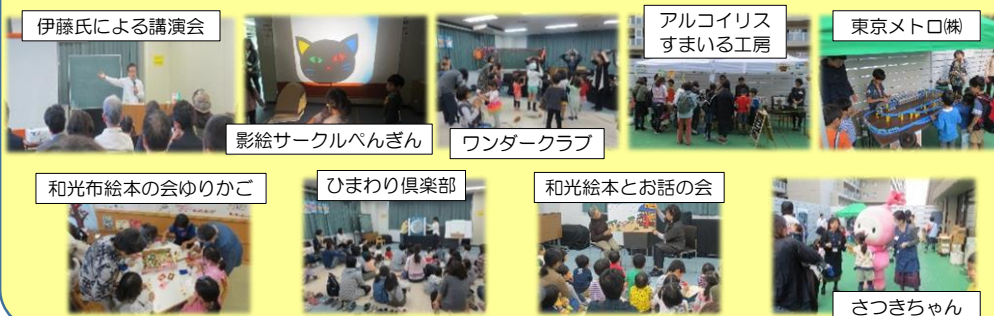 伊藤氏による講演会
影絵サークルぺんぎん
ワンダークラブ
アルコイリス
すまいる工房
東京メトロ㈱
和光布絵本の会ゆりかご
ひまわり倶楽部
和光絵本とお話の会
さつきちゃん